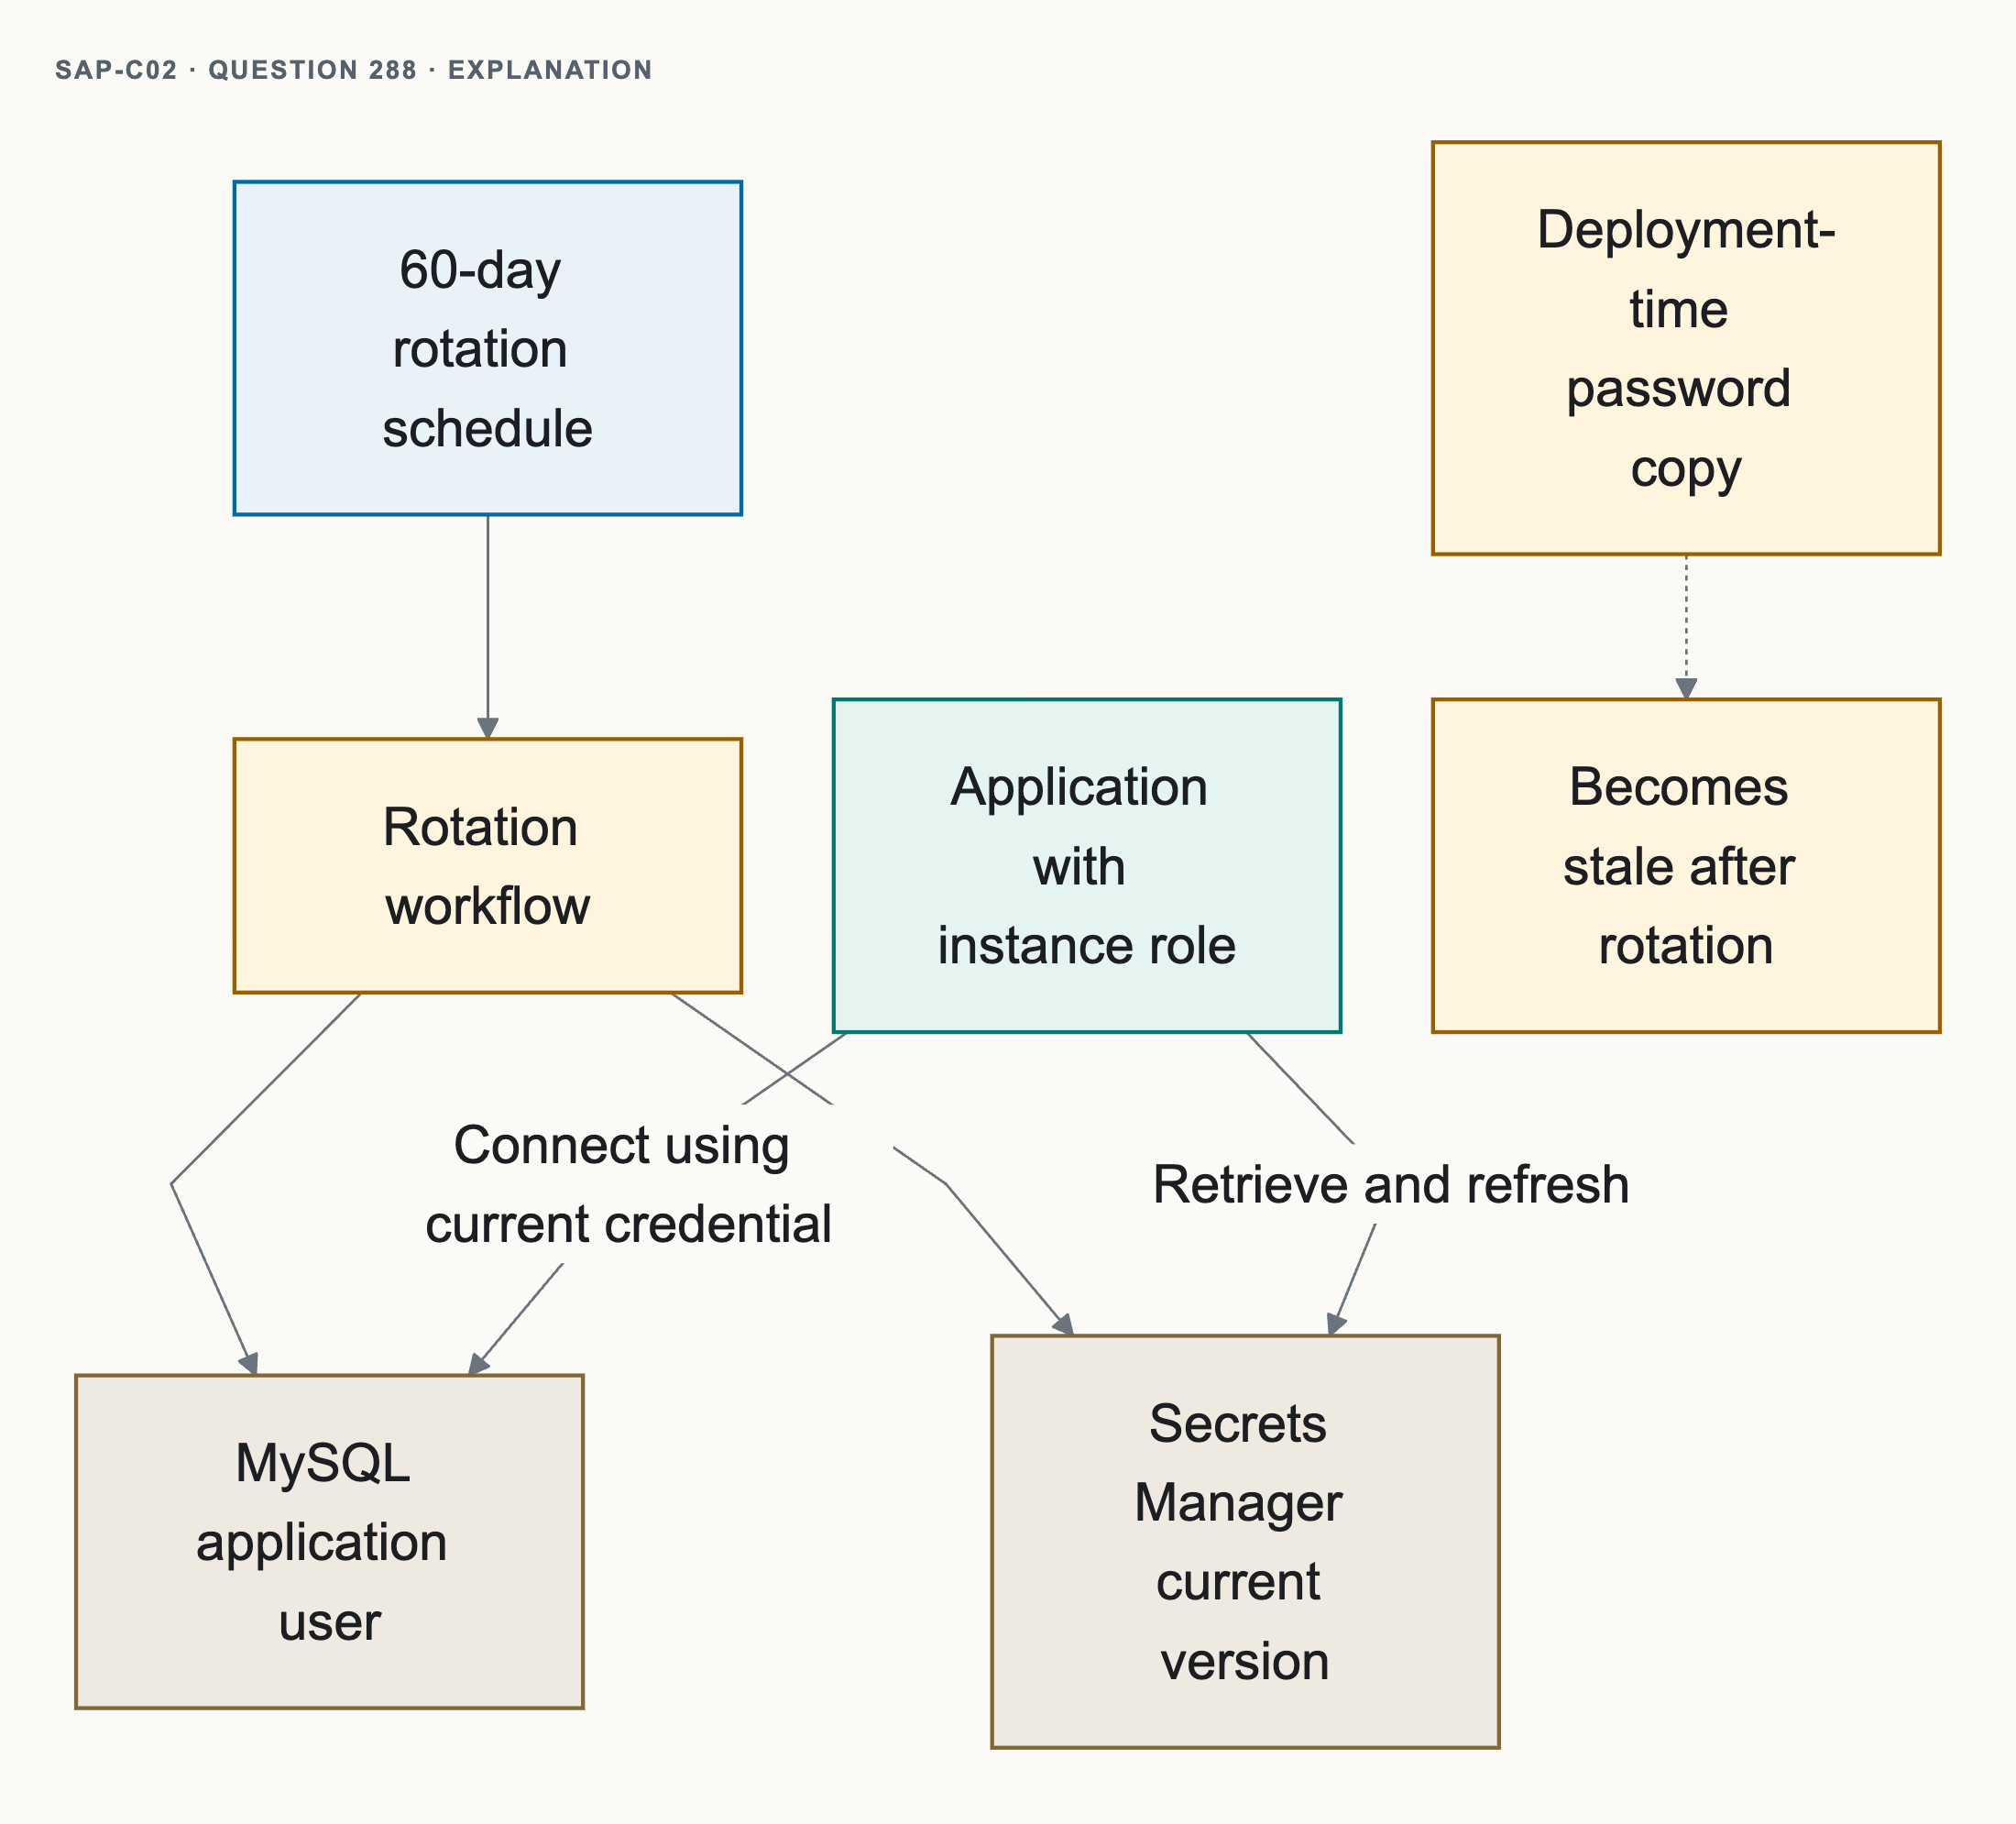 SAP-C02 · QUESTION 288 · EXPLANATION
60-day
rotation
schedule
Deployment-
time
password
copy
Rotation
workflow
Application
with
instance role
Becomes
stale after
rotation
Connect using
current credential
Retrieve and refresh
MySQL
application
user
Secrets
Manager
current
version